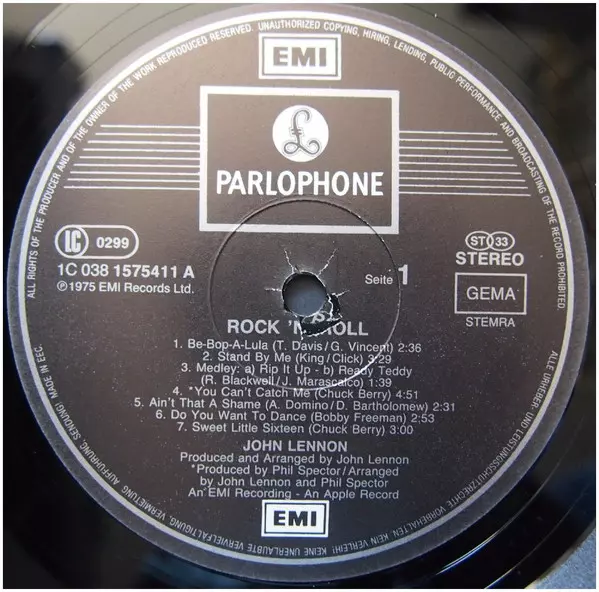 ALL RIGHTS OF THE PRODUCER AND OF THE OWNER OF THE WORK REPRODUCED RESERVED. UNAUTHORIZED COPYING, HIRING, LENDING, PUBLIC PERFORMANCE AND BROADCASTING OF THE RECORD PROHIBITED.
EMI
£
PARLOPHONE
LC 0299
1C 038 1575411 A
℗ 1975 EMI Records Ltd.
Seite 1
ST 33
STEREO
GEMA
STEMRA
ROCK 'N' ROLL
1. Be-Bop-A-Lula (T. Davis/G. Vincent) 2:36
2. Stand By Me (King/Click) 3:29
3. Medley: a) Rip It Up - b) Ready Teddy
(R. Blackwell/J. Marascalco) 1:39
4. *You Can't Catch Me (Chuck Berry) 4:51
5. Ain't That A Shame (A. Domino/D. Bartholomew) 2:31
6. Do You Want To Dance (Bobby Freeman) 2:53
7. Sweet Little Sixteen (Chuck Berry) 3:00
JOHN LENNON
Produced and Arranged by John Lennon
*Produced by Phil Spector/Arranged
by John Lennon and Phil Spector
An EMI Recording - An Apple Record
EMI
ALLE URHEBER- UND LEISTUNGSSCHUTZRECHTE VORBEHALTEN. KEIN VERLEIH! KEINE UNERLAUBTE VERVIELFÄLTIGUNG, VERMIETUNG, AUFFÜHRUNG, SENDUNG! MADE IN EEC.